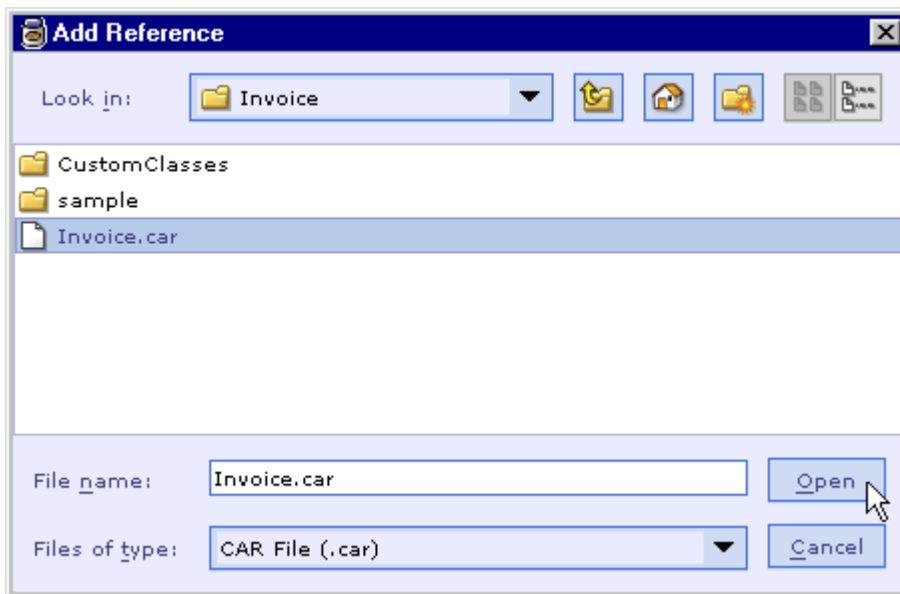 Add Reference
Look in: Invoice
CustomClasses
sample
Invoice.car
File name: Invoice.car Open
Files of type: CAR File (.car) Cancel